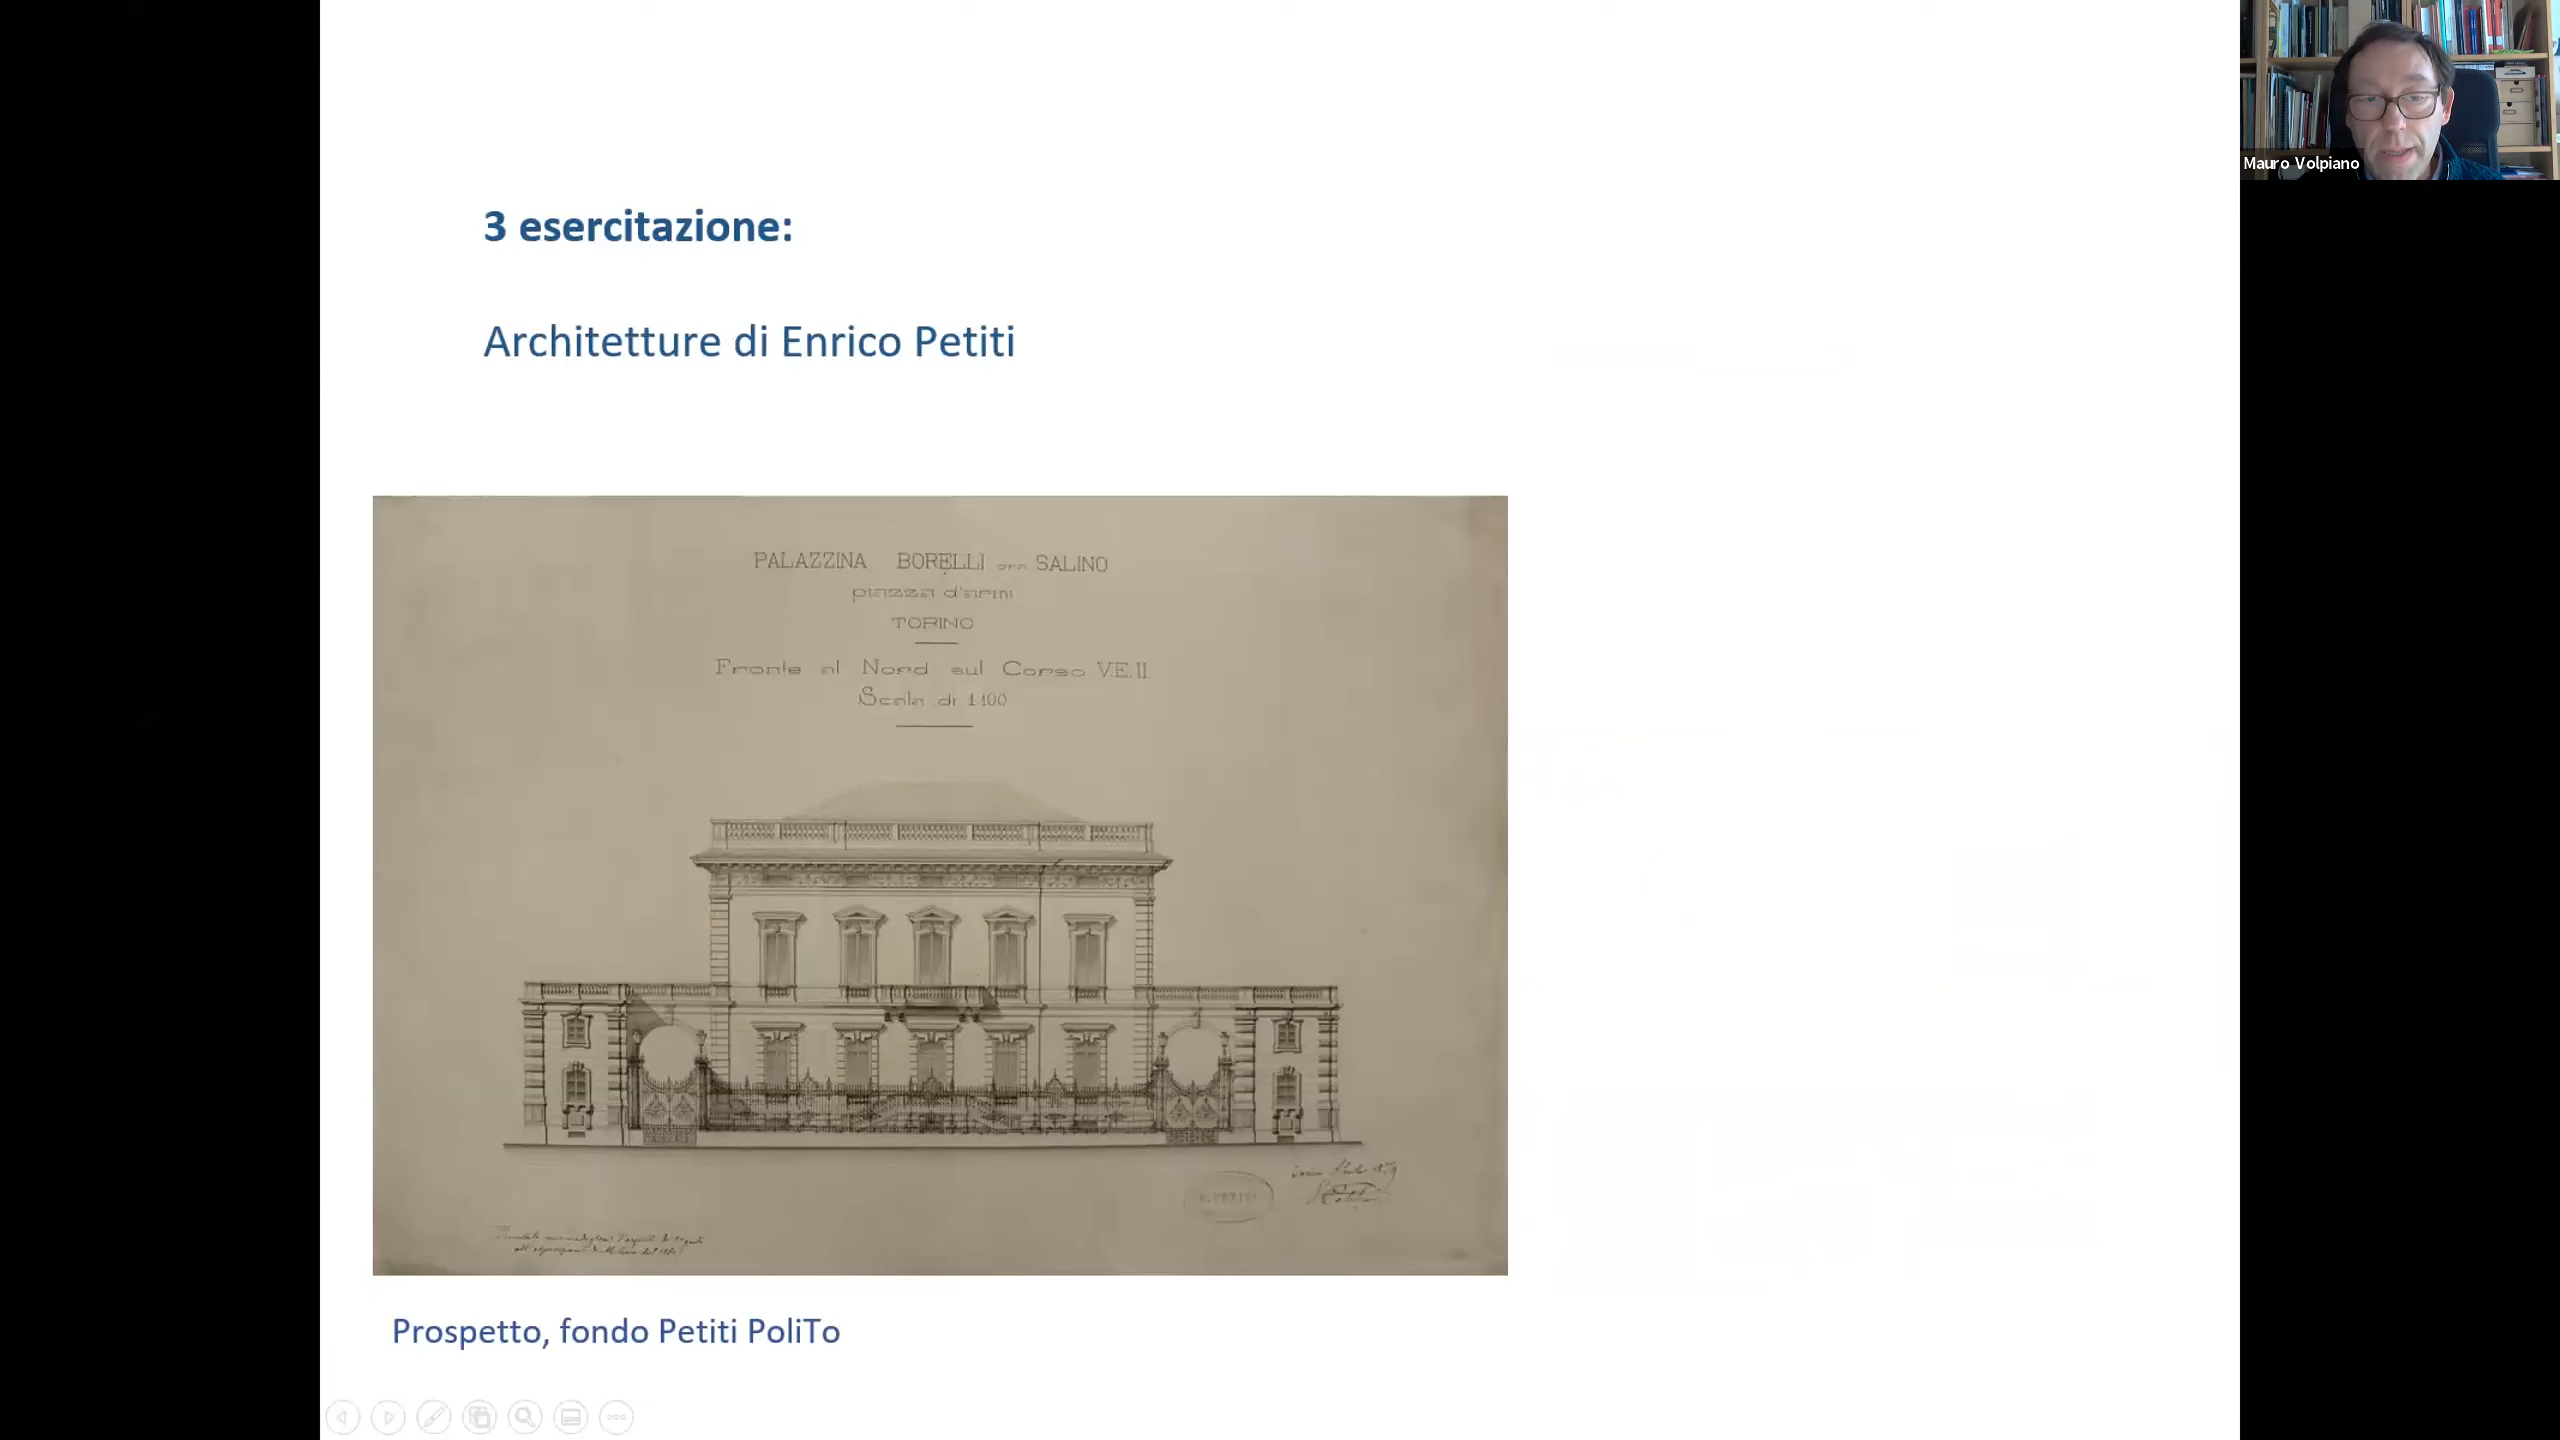 Mauro Volpiano
3 esercitazione:
Architetture di Enrico Petiti
PALAZZINA BORELLI ora SALINO
piazza d'armi
TORINO
Fronte al Nord sul Corso V.E.II
Scala di 1:100
E. PETITI
Prospetto, fondo Petiti PoliTo